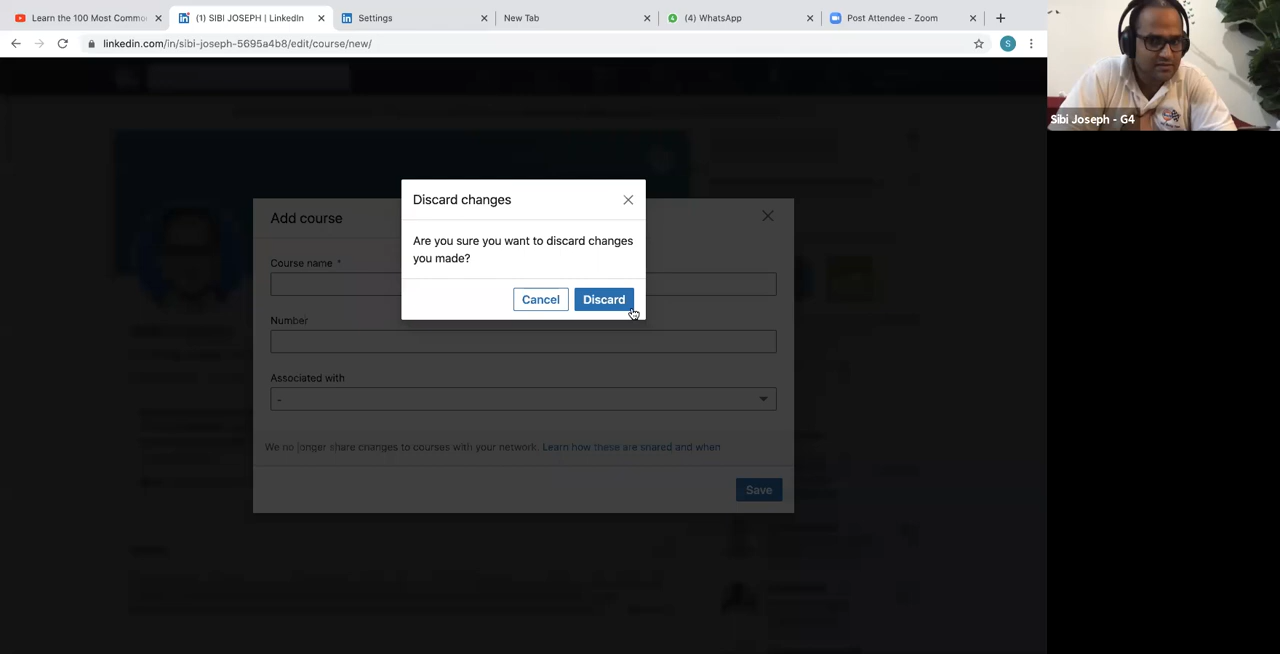 Learn the 100 Most Commo
(1) SIBI JOSEPH | LinkedIn
Settings
New Tab
(4) WhatsApp
Post Attendee - Zoom
linkedin.com/in/sibi-joseph-5695a4b8/edit/course/new/
S
Sibi Joseph - G4
Discard changes
Are you sure you want to discard changes
you made?
Cancel
Discard
Add course
Course name *
Number
Associated with
-
We no longer share changes to courses with your network. Learn how these are shared and when
Save